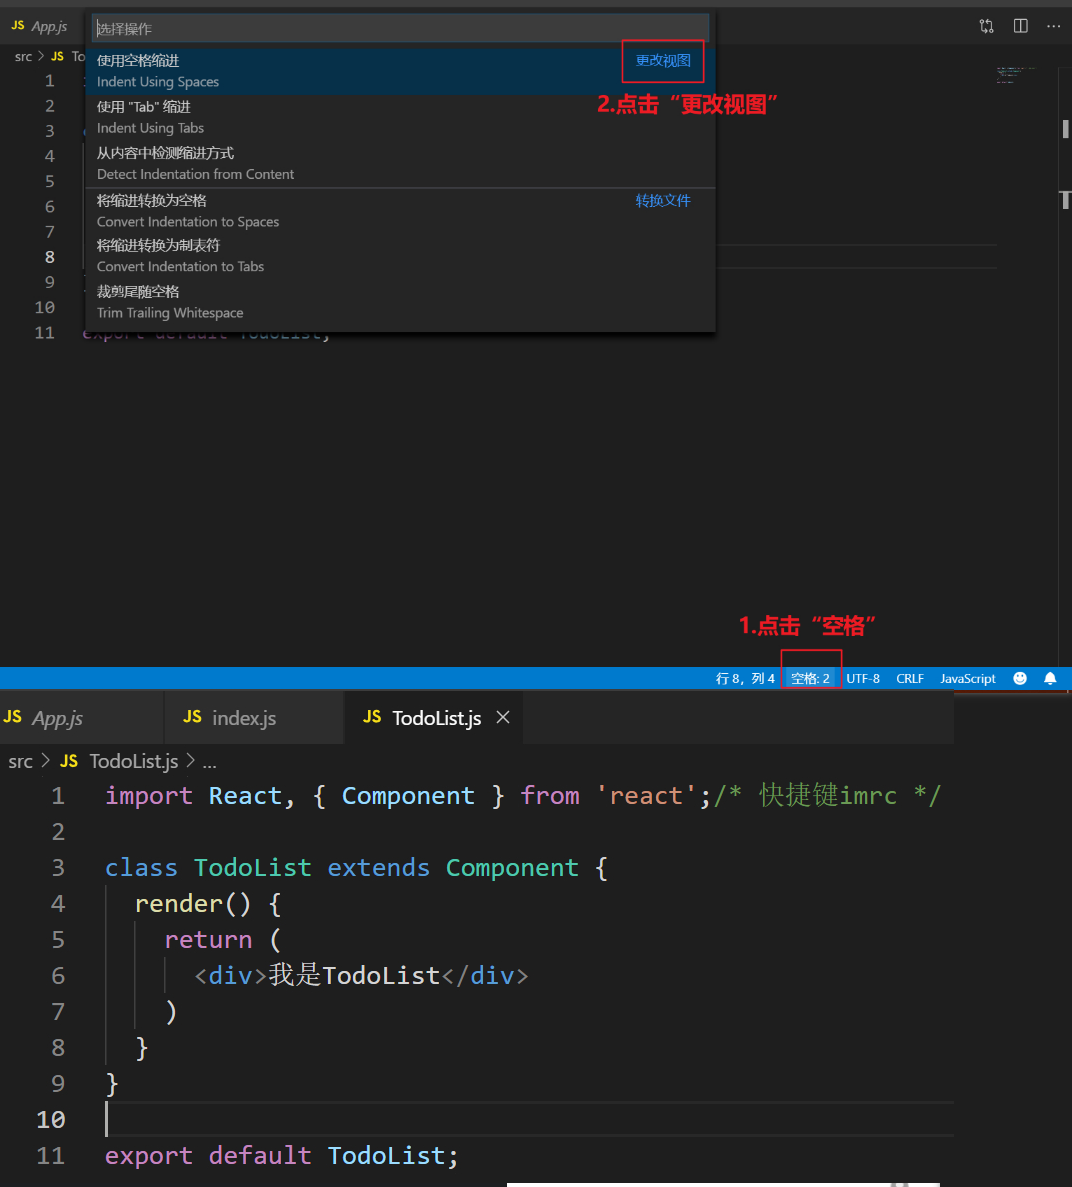 JS App.js
选择操作
src > JS To
使用空格缩进 更改视图
Indent Using Spaces
2.点击“更改视图”
使用 "Tab" 缩进
Indent Using Tabs
从内容中检测缩进方式
Detect Indentation from Content
将缩进转换为空格 转换文件
Convert Indentation to Spaces
将缩进转换为制表符
Convert Indentation to Tabs
裁剪尾随空格
Trim Trailing Whitespace
1
2
3
4
5
6
7
8
9
10
11 export default TodoList;
1.点击“空格”
行 8，列 4 空格: 2 UTF-8 CRLF JavaScript
JS App.js JS index.js JS TodoList.js ×
src > JS TodoList.js > ...
1 import React, { Component } from 'react';/* 快捷键imrc */
2
3 class TodoList extends Component {
4 render() {
5 return (
6 <div>我是TodoList</div>
7 )
8 }
9 }
10
11 export default TodoList;